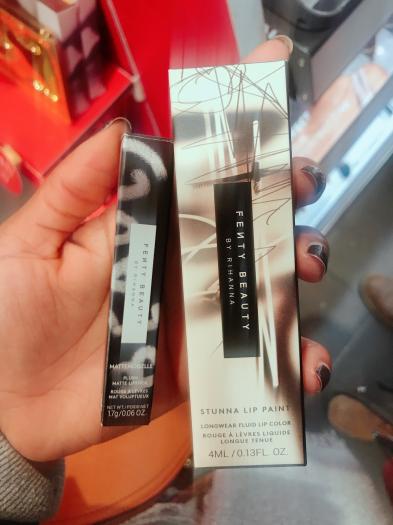 FENTY BEAUTY
BY RIHANNA
MATTEMOISELLE
PLUSH
MATTE LIPSTICK
ROUGE À LÈVRES
MAT VOLUPTUEUX
NET WT. / POIDS NET
1.7g/0.06 OZ.
FENTY BEAUTY
BY RIHANNA
STUNNA LIP PAINT
LONGWEAR FLUID LIP COLOR
ROUGE À LÈVRES LIQUIDE
LONGUE TENUE
4ML / 0.13FL. OZ.